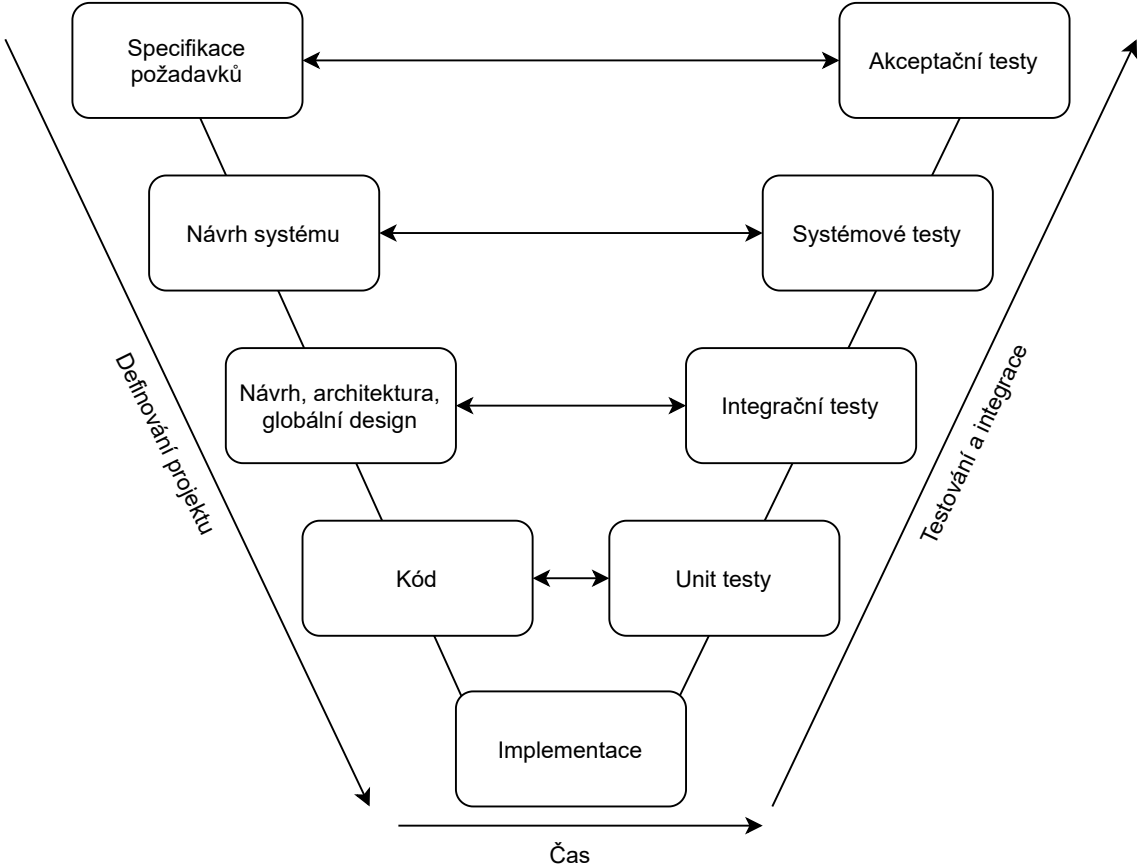 Specifikace
požadavků
Akceptační testy
Návrh systému
Systémové testy
Návrh, architektura,
globální design
Integrační testy
Definování projektu
Testování a integrace
Kód
Unit testy
Implementace
Čas